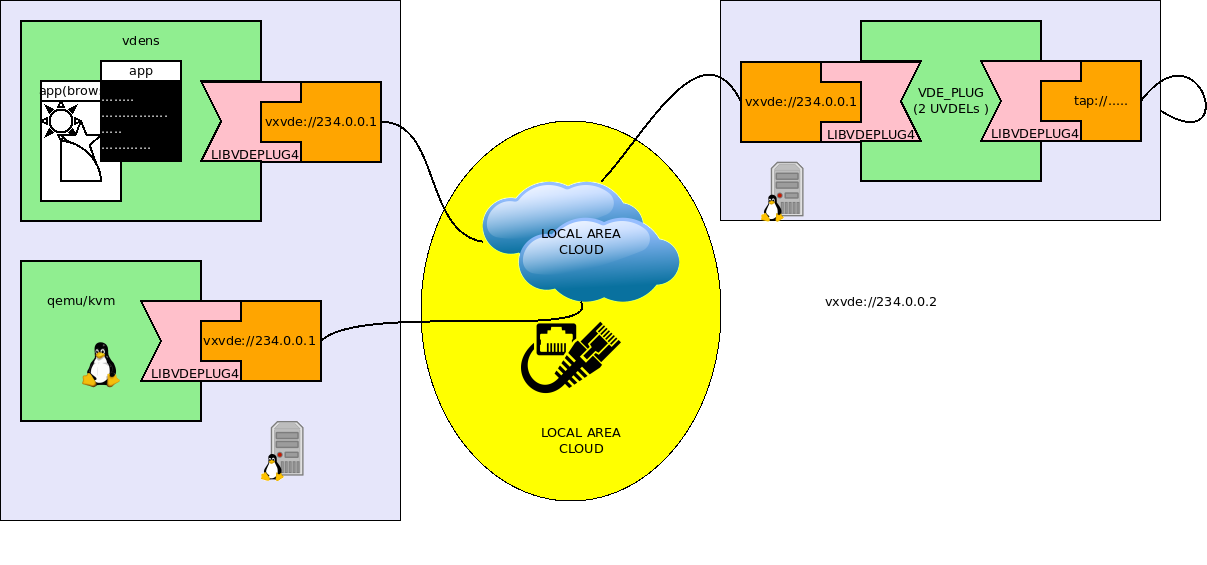 vdens
app
app(brow
vxvde://234.0.0.1
LIBVDEPLUG4
qemu/kvm
vxvde://234.0.0.1
LIBVDEPLUG4
LOCAL AREA
CLOUD
LOCAL AREA
CLOUD
vxvde://234.0.0.1
LIBVDEPLUG4
VDE_PLUG
(2 UVDELs )
tap://.....
LIBVDEPLUG4
vxvde://234.0.0.2